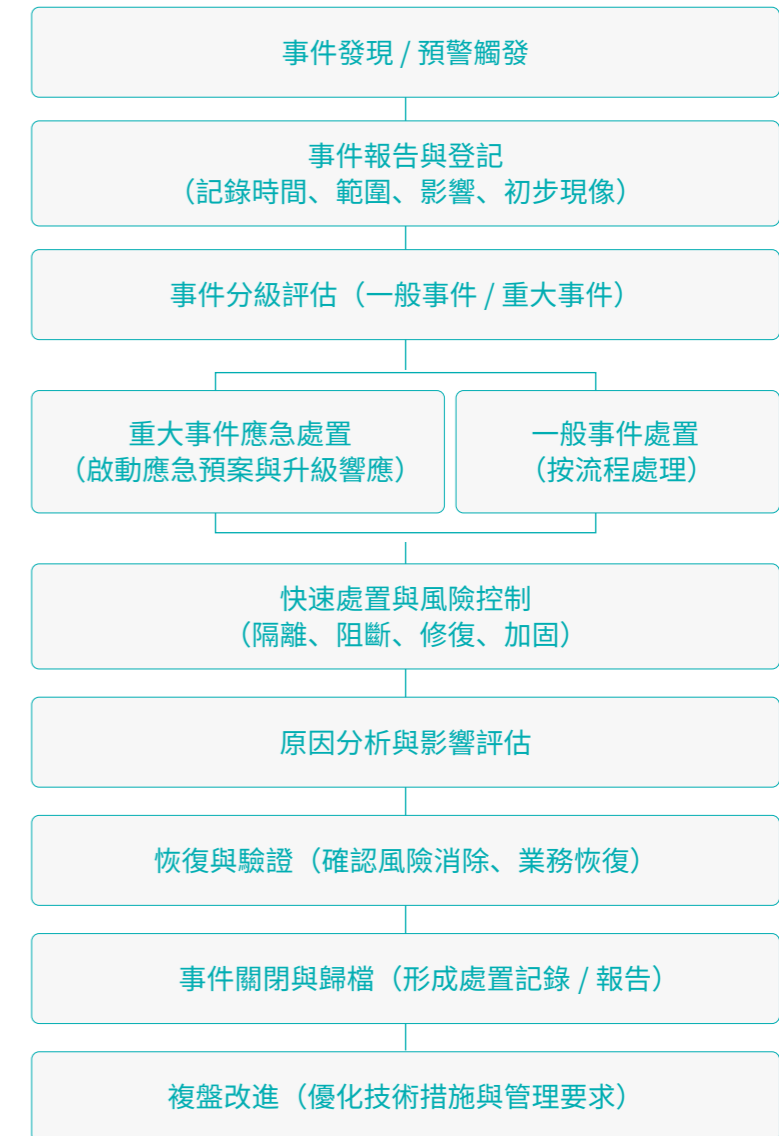 事件發現 / 預警觸發
事件報告與登記
（記錄時間、範圍、影響、初步現像）
事件分級評估（一般事件 / 重大事件）
重大事件應急處置
（啟動應急預案與升級響應）
一般事件處置
（按流程處理）
快速處置與風險控制
（隔離、阻斷、修復、加固）
原因分析與影響評估
恢復與驗證（確認風險消除、業務恢復）
事件關閉與歸檔（形成處置記錄 / 報告）
複盤改進（優化技術措施與管理要求）